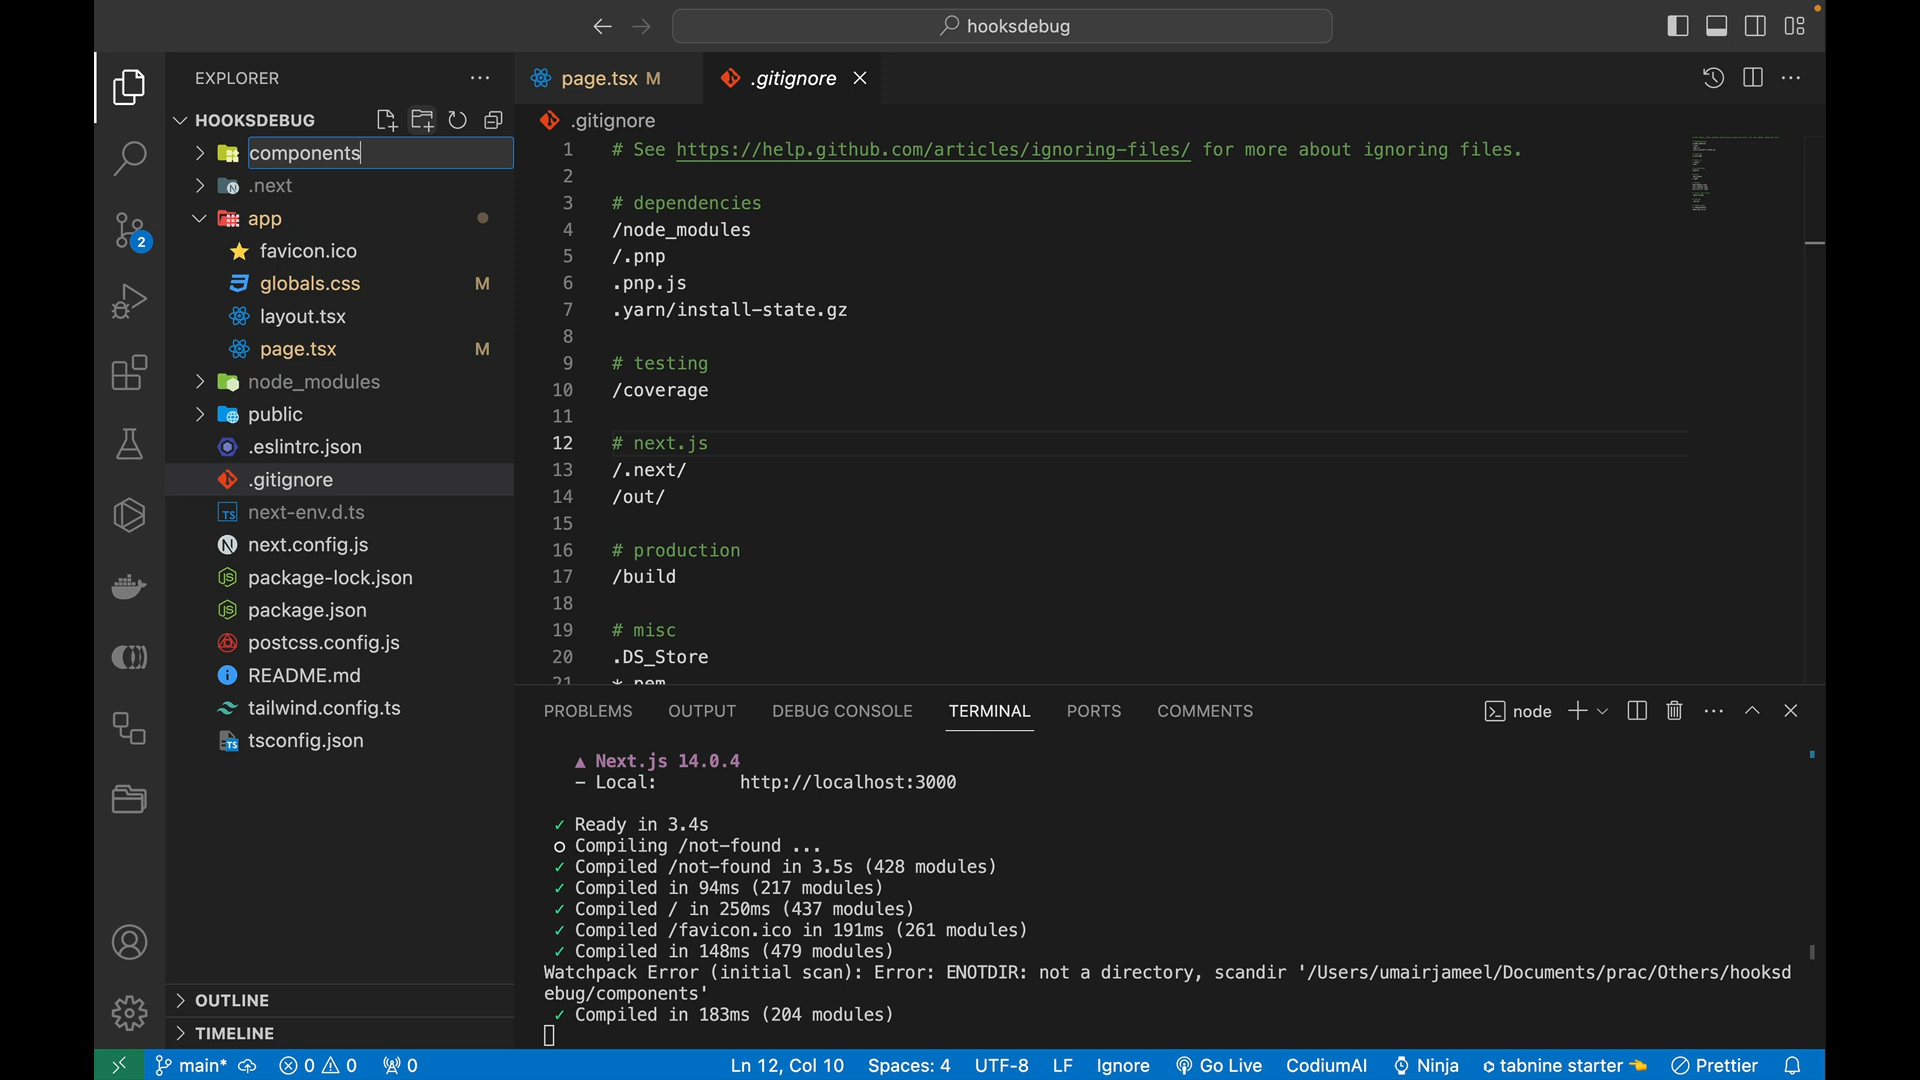 hooksdebug
EXPLORER
HOOKSDEBUG
components
.next
app
favicon.ico
globals.css M
layout.tsx
page.tsx M
node_modules
public
.eslintrc.json
.gitignore
next-env.d.ts
next.config.js
package-lock.json
package.json
postcss.config.js
README.md
tailwind.config.ts
tsconfig.json
OUTLINE
TIMELINE
2
page.tsx M
.gitignore
.gitignore
1 # See https://help.github.com/articles/ignoring-files/ for more about ignoring files.
2
3 # dependencies
4 /node_modules
5 /.pnp
6 .pnp.js
7 .yarn/install-state.gz
8
9 # testing
10 /coverage
11
12 # next.js
13 /.next/
14 /out/
15
16 # production
17 /build
18
19 # misc
20 .DS_Store
21 *.pem
PROBLEMS OUTPUT DEBUG CONSOLE TERMINAL PORTS COMMENTS
node
▲ Next.js 14.0.4
- Local: http://localhost:3000
✓ Ready in 3.4s
○ Compiling /not-found ...
✓ Compiled /not-found in 3.5s (428 modules)
✓ Compiled in 94ms (217 modules)
✓ Compiled / in 250ms (437 modules)
✓ Compiled /favicon.ico in 191ms (261 modules)
✓ Compiled in 148ms (479 modules)
Watchpack Error (initial scan): Error: ENOTDIR: not a directory, scandir '/Users/umairjameel/Documents/prac/Others/hooksd
ebug/components'
✓ Compiled in 183ms (204 modules)
main* 0 0 0 Ln 12, Col 10 Spaces: 4 UTF-8 LF Ignore Go Live CodiumAI Ninja tabnine starter Prettier